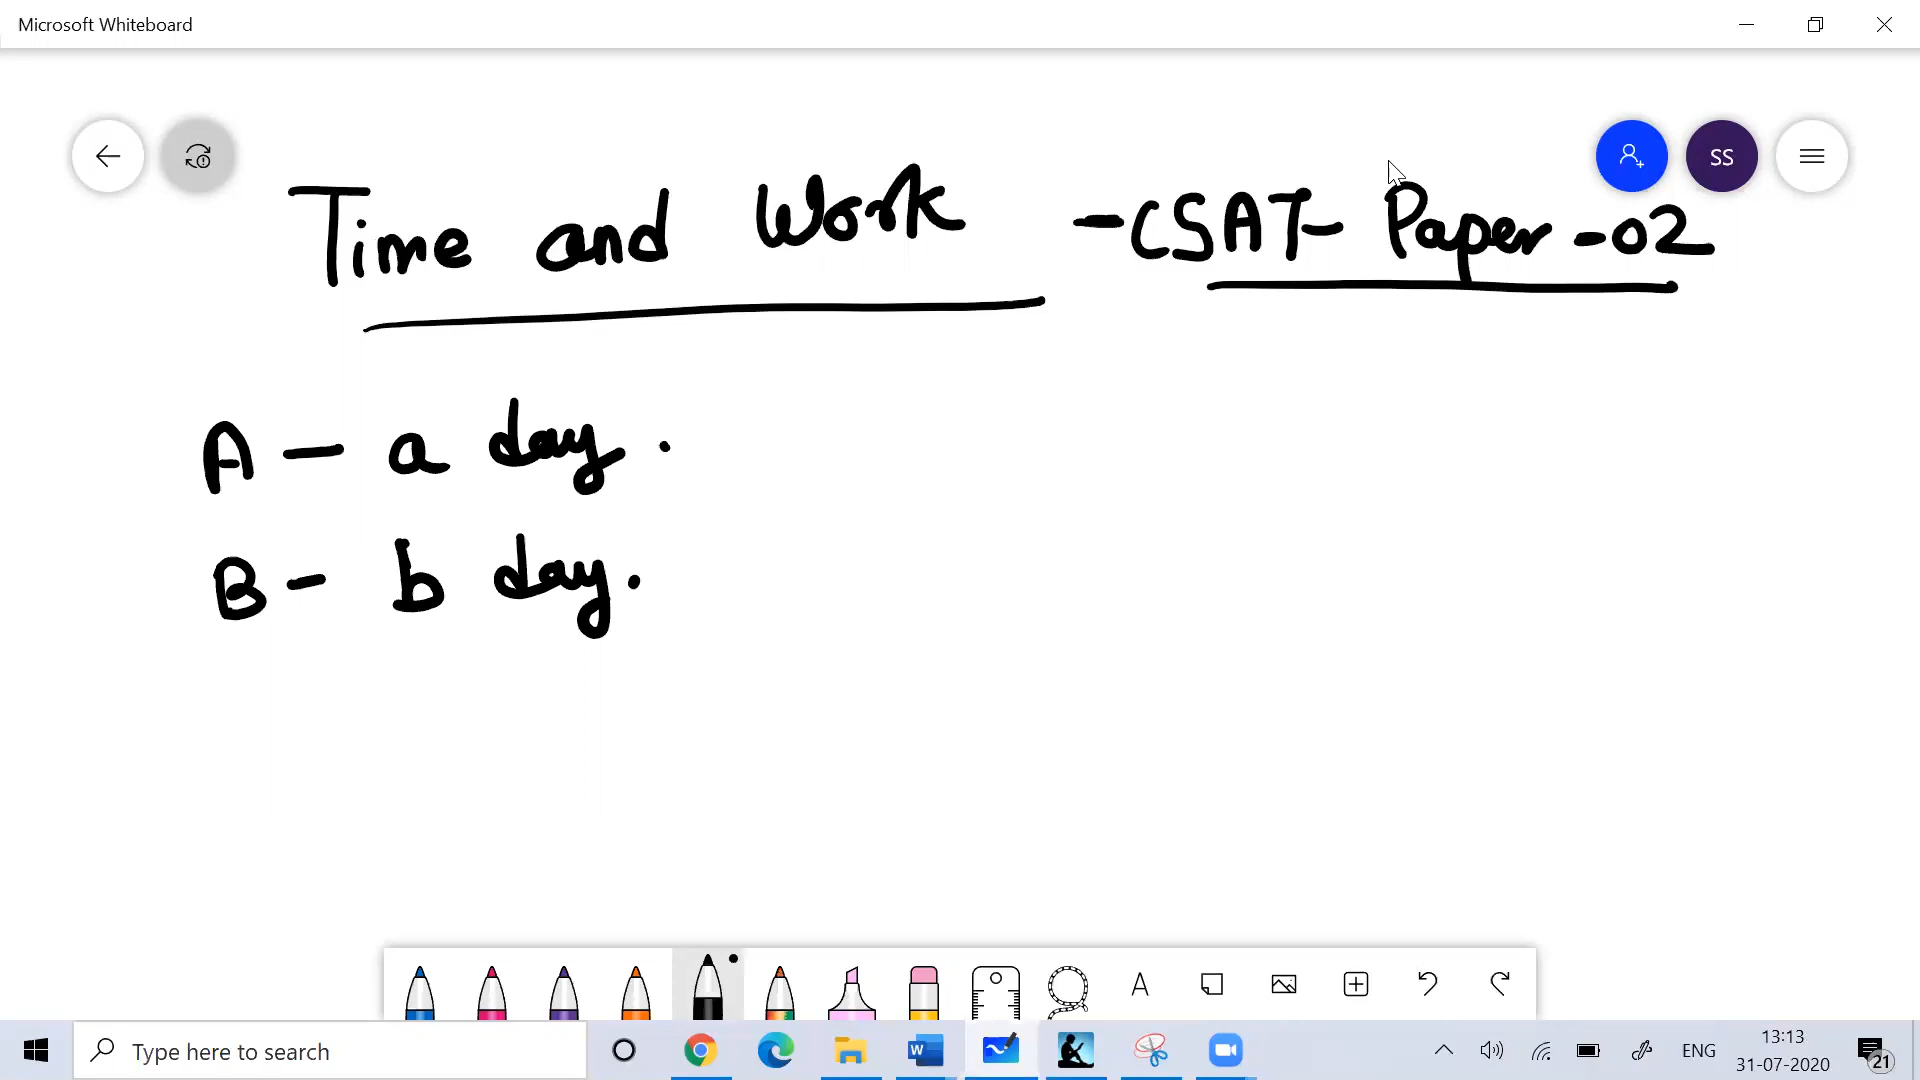 Microsoft Whiteboard
SS
Time and Work - CSAT- Paper -02
A - a day.
B - b day.
A
Type here to search
W
ENG
13:13
31-07-2020
21